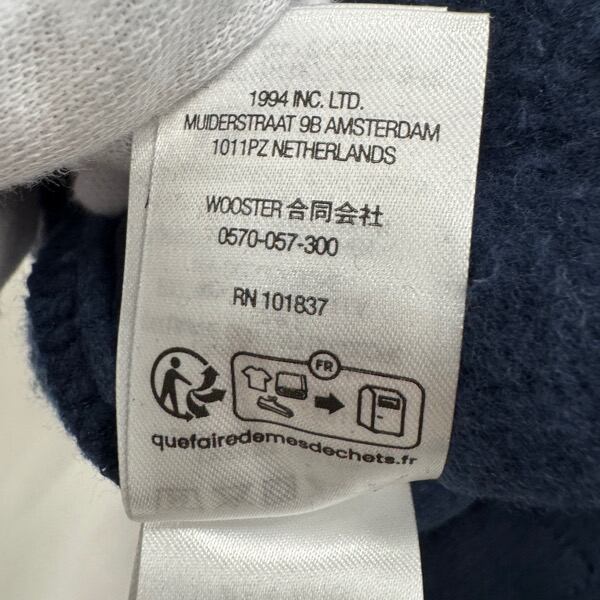 1994 INC. LTD.
MUIDERSTRAAT 9B AMSTERDAM
1011PZ NETHERLANDS
WOOSTER 合同会社
0570-057-300
RN 101837
FR
quefairedemesdechets.fr